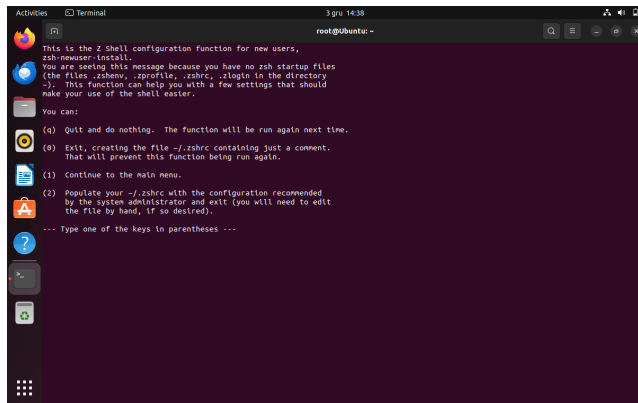 Activities
Terminal
3 gru 14:38
root@Ubuntu: ~
This is the Z Shell configuration function for new users,
zsh-newuser-install.
You are seeing this message because you have no zsh startup files
(the files .zshenv, .zprofile, .zshrc, .zlogin in the directory
~).  This function can help you with a few settings that should
make your use of the shell easier.
You can:
(q)  Quit and do nothing.  The function will be run again next time.
(0)  Exit, creating the file ~/.zshrc containing just a comment.
That will prevent this function being run again.
(1)  Continue to the main menu.
(2)  Populate your ~/.zshrc with the configuration recommended
by the system administrator and exit (you will need to edit
the file by hand, if so desired).
--- Type one of the keys in parentheses ---